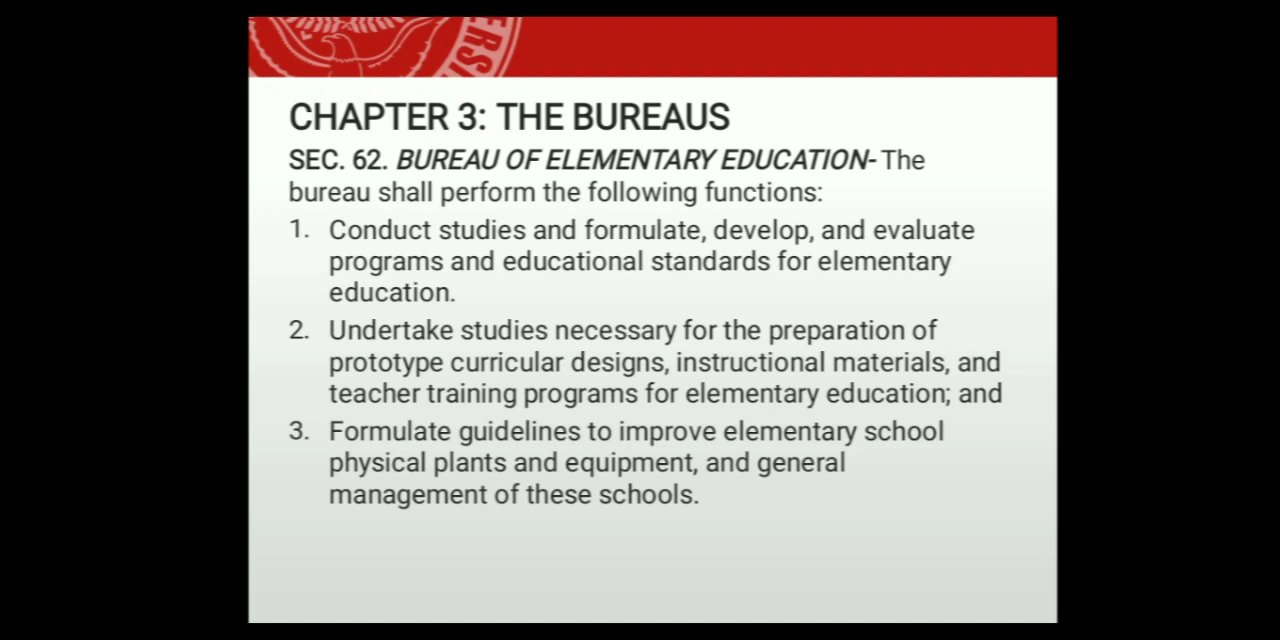 ERSI
CHAPTER 3: THE BUREAUS
SEC. 62. BUREAU OF ELEMENTARY EDUCATION- The
bureau shall perform the following functions:
1. Conduct studies and formulate, develop, and evaluate
programs and educational standards for elementary
education.
2. Undertake studies necessary for the preparation of
prototype curricular designs, instructional materials, and
teacher training programs for elementary education; and
3. Formulate guidelines to improve elementary school
physical plants and equipment, and general
management of these schools.